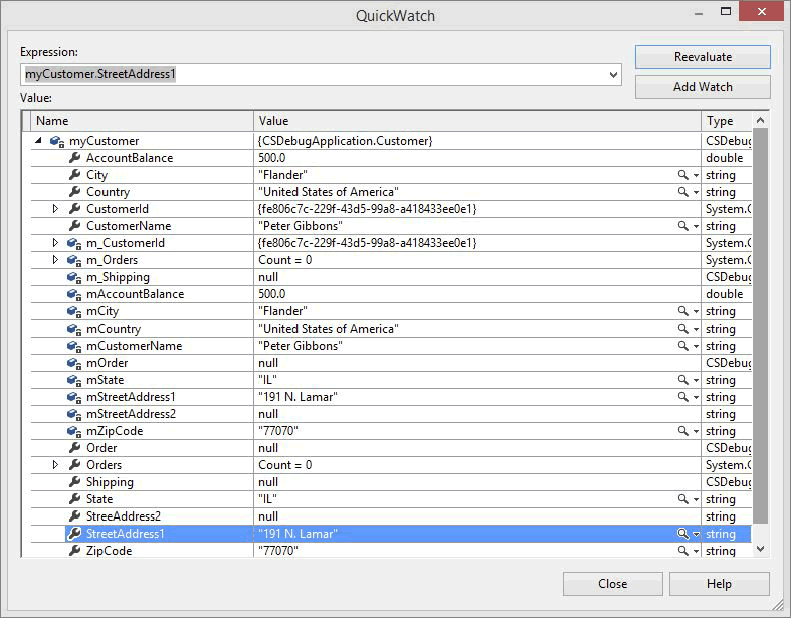 QuickWatch
Expression:
myCustomer.StreetAddress1
Reevaluate
Add Watch
Value:
Name Value Type
myCustomer {CSDebugApplication.Customer} CSDebug
AccountBalance 500.0 double
City "Flander" string
Country "United States of America" string
CustomerId {fe806c7c-229f-43d5-99a8-a418433ee0e1} System.G
CustomerName "Peter Gibbons" string
m_CustomerId {fe806c7c-229f-43d5-99a8-a418433ee0e1} System.G
m_Orders Count = 0 System.C
m_Shipping null CSDebug
mAccountBalance 500.0 double
mCity "Flander" string
mCountry "United States of America" string
mCustomerName "Peter Gibbons" string
mOrder null CSDebug
mState "IL" string
mStreetAddress1 "191 N. Lamar" string
mStreetAddress2 null string
mZipCode "77070" string
Order null CSDebug
Orders Count = 0 System.C
Shipping null CSDebug
State "IL" string
StreeAddress2 null string
StreetAddress1 "191 N. Lamar" string
ZipCode "77070" string
Close
Help